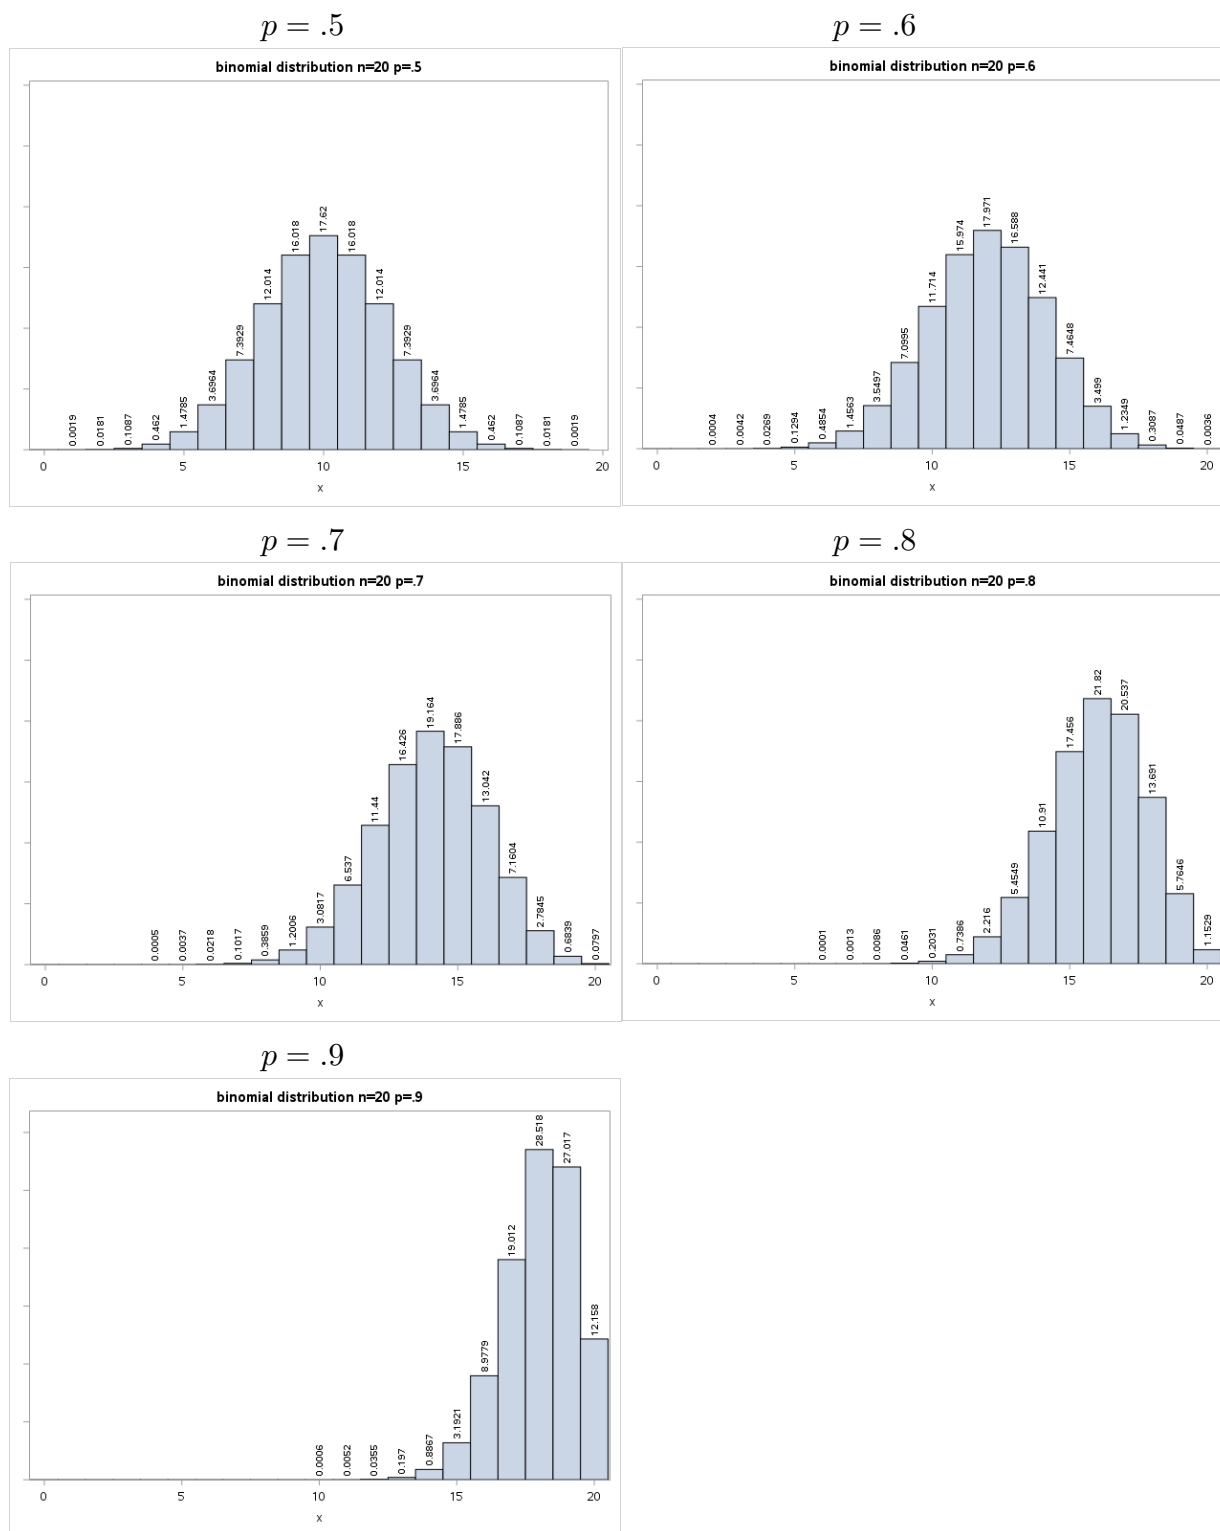 p = .5
binomial distribution n=20 p=.5
0.0019 0.0181 0.1087 0.462 1.4785 3.6964 7.3929 12.014 16.018 17.62 16.018 12.014 7.3929 3.6964 1.4785 0.462 0.1087 0.0181 0.0019
0 5 10 15 20
x
p = .6
binomial distribution n=20 p=.6
0.0004 0.0042 0.0269 0.1294 0.4854 1.4563 3.5497 7.0995 11.714 15.974 17.971 16.588 12.441 7.4648 3.499 1.2349 0.3087 0.0487 0.0036
0 5 10 15 20
x
p = .7
binomial distribution n=20 p=.7
0.0005 0.0037 0.0218 0.1017 0.3859 1.2006 3.0817 6.537 11.44 16.426 19.164 17.886 13.042 7.1604 2.7845 0.6839 0.0797
0 5 10 15 20
x
p = .8
binomial distribution n=20 p=.8
0.0001 0.0013 0.0086 0.0461 0.2031 0.7386 2.216 5.4549 10.91 17.456 21.82 20.537 13.691 5.7646 1.1529
0 5 10 15 20
x
p = .9
binomial distribution n=20 p=.9
0.0006 0.0052 0.0355 0.197 0.8867 3.1921 8.9779 19.012 28.518 27.017 12.158
0 5 10 15 20
x